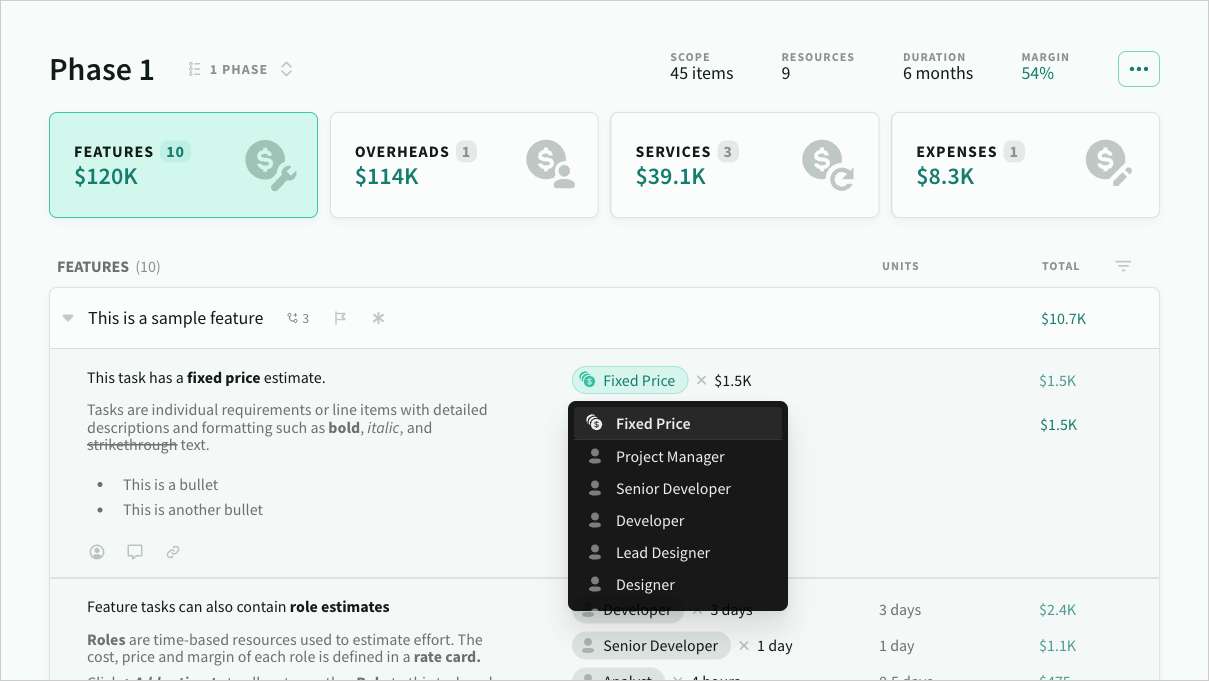 Phase 1
1 PHASE
SCOPE
45 items
RESOURCES
9
DURATION
6 months
MARGIN
54%
FEATURES 10
$120K
OVERHEADS 1
$114K
SERVICES 3
$39.1K
EXPENSES 1
$8.3K
FEATURES (10)
UNITS
TOTAL
This is a sample feature
3
$10.7K
This task has a fixed price estimate.
Fixed Price × $1.5K
$1.5K
Tasks are individual requirements or line items with detailed
descriptions and formatting such as bold, italic, and
strikethrough text.
$1.5K
This is a bullet
This is another bullet
Fixed Price
Project Manager
Senior Developer
Developer
Lead Designer
Designer
Feature tasks can also contain role estimates
Developer × 3 days
3 days
$2.4K
Roles are time-based resources used to estimate effort. The
cost, price and margin of each role is defined in a rate card.
Senior Developer × 1 day
1 day
$1.1K
Analyst × 4 hours
0.5 days
$475